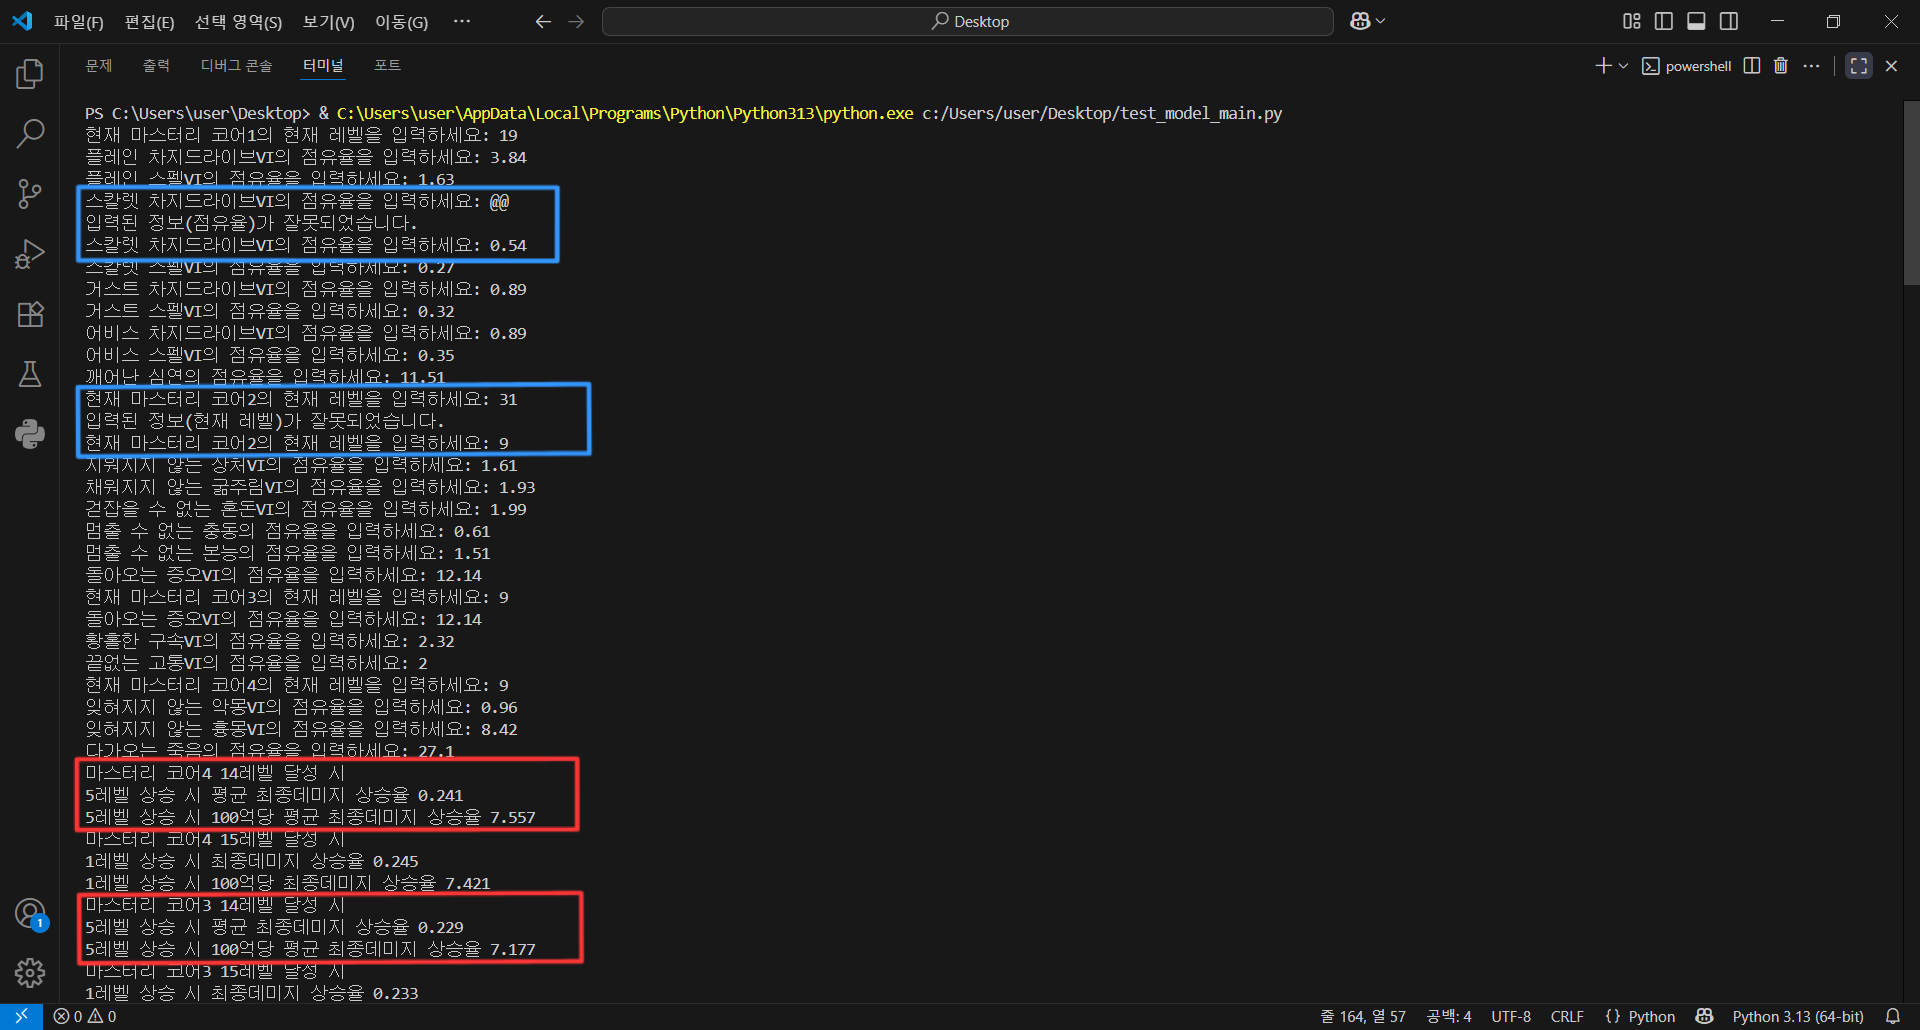 파일(F) 편집(E) 선택 영역(S) 보기(V) 이동(G) ··· Desktop
문제 출력 디버그 콘솔 터미널 포트 powershell
PS C:\Users\user\Desktop> & C:\Users\user\AppData\Local\Programs\Python\Python313\python.exe c:/Users/user/Desktop/test_model_main.py
현재 마스터리 코어1의 현재 레벨을 입력하세요: 19
플레인 차지드라이브VI의 점유율을 입력하세요: 3.84
플레인 스펠VI의 점유율을 입력하세요: 1.63
스칼렛 차지드라이브VI의 점유율을 입력하세요: @@
입력된 정보(점유율)가 잘못되었습니다.
스칼렛 차지드라이브VI의 점유율을 입력하세요: 0.54
스칼렛 스펠VI의 점유율을 입력하세요: 0.27
거스트 차지드라이브VI의 점유율을 입력하세요: 0.89
거스트 스펠VI의 점유율을 입력하세요: 0.32
어비스 차지드라이브VI의 점유율을 입력하세요: 0.89
어비스 스펠VI의 점유율을 입력하세요: 0.35
깨어난 심연의 점유율을 입력하세요: 11.51
현재 마스터리 코어2의 현재 레벨을 입력하세요: 31
입력된 정보(현재 레벨)가 잘못되었습니다.
현재 마스터리 코어2의 현재 레벨을 입력하세요: 9
지워지지 않는 상처VI의 점유율을 입력하세요: 1.61
채워지지 않는 굶주림VI의 점유율을 입력하세요: 1.93
걷잡을 수 없는 혼돈VI의 점유율을 입력하세요: 1.99
멈출 수 없는 충동의 점유율을 입력하세요: 0.61
멈출 수 없는 본능의 점유율을 입력하세요: 1.51
돌아오는 증오VI의 점유율을 입력하세요: 12.14
현재 마스터리 코어3의 현재 레벨을 입력하세요: 9
돌아오는 증오VI의 점유율을 입력하세요: 12.14
황홀한 구속VI의 점유율을 입력하세요: 2.32
끝없는 고통VI의 점유율을 입력하세요: 2
현재 마스터리 코어4의 현재 레벨을 입력하세요: 9
잊혀지지 않는 악몽VI의 점유율을 입력하세요: 0.96
잊혀지지 않는 흉몽VI의 점유율을 입력하세요: 8.42
다가오는 죽음의 점유율을 입력하세요: 27.1
마스터리 코어4 14레벨 달성 시
5레벨 상승 시 평균 최종데미지 상승율 0.241
5레벨 상승 시 100억당 평균 최종데미지 상승율 7.557
마스터리 코어4 15레벨 달성 시
1레벨 상승 시 최종데미지 상승율 0.245
1레벨 상승 시 100억당 최종데미지 상승율 7.421
마스터리 코어3 14레벨 달성 시
5레벨 상승 시 평균 최종데미지 상승율 0.229
5레벨 상승 시 100억당 평균 최종데미지 상승율 7.177
마스터리 코어3 15레벨 달성 시
1레벨 상승 시 최종데미지 상승율 0.233
1
0 0 줄 164, 열 57 공백: 4 UTF-8 CRLF {} Python Python 3.13 (64-bit)